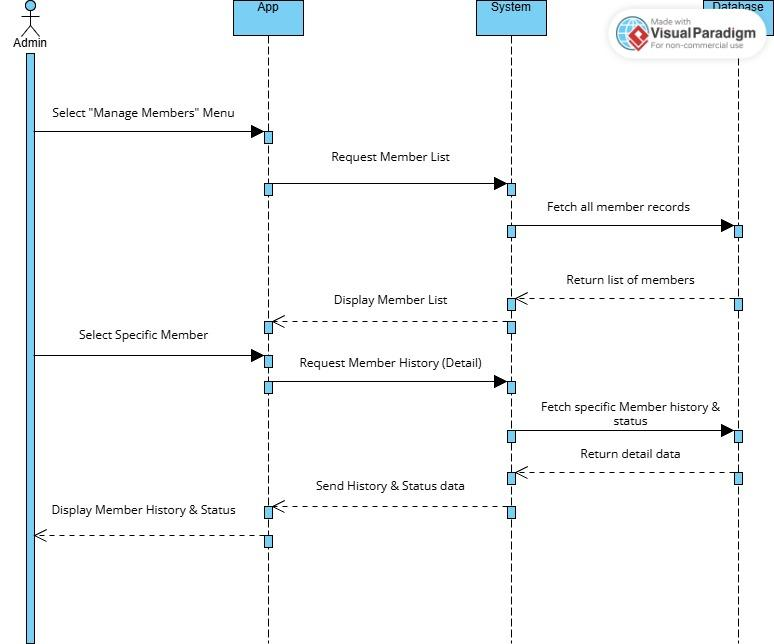 App
System
Database
Made with
VisualParadigm
For non-commercial use
Admin
Select "Manage Members" Menu
Request Member List
Fetch all member records
Return list of members
Display Member List
Select Specific Member
Request Member History (Detail)
Fetch specific Member history &
status
Return detail data
Send History & Status data
Display Member History & Status